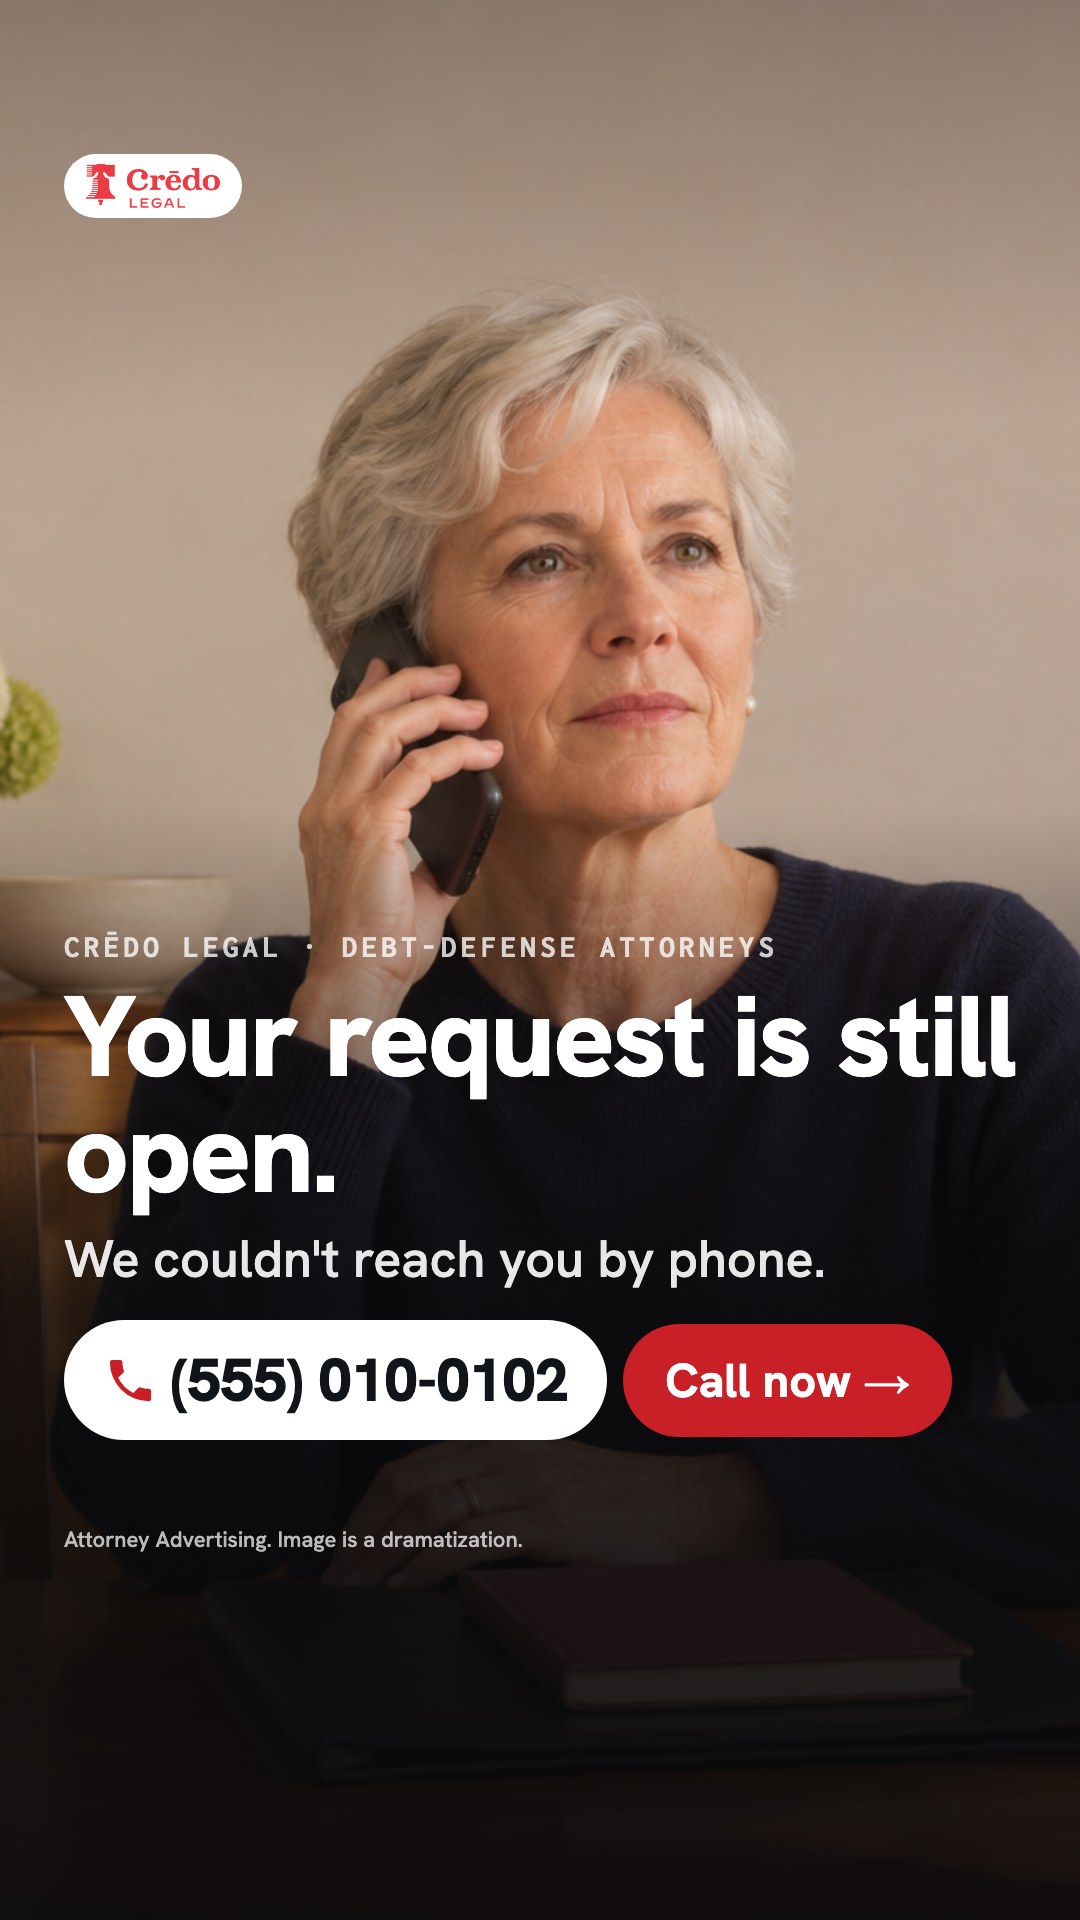 Crēdo
LEGAL
CRĒDO LEGAL · DEBT-DEFENSE ATTORNEYS
Your request is still
open.
We couldn't reach you by phone.
(555) 010-0102
Call now →
Attorney Advertising. Image is a dramatization.